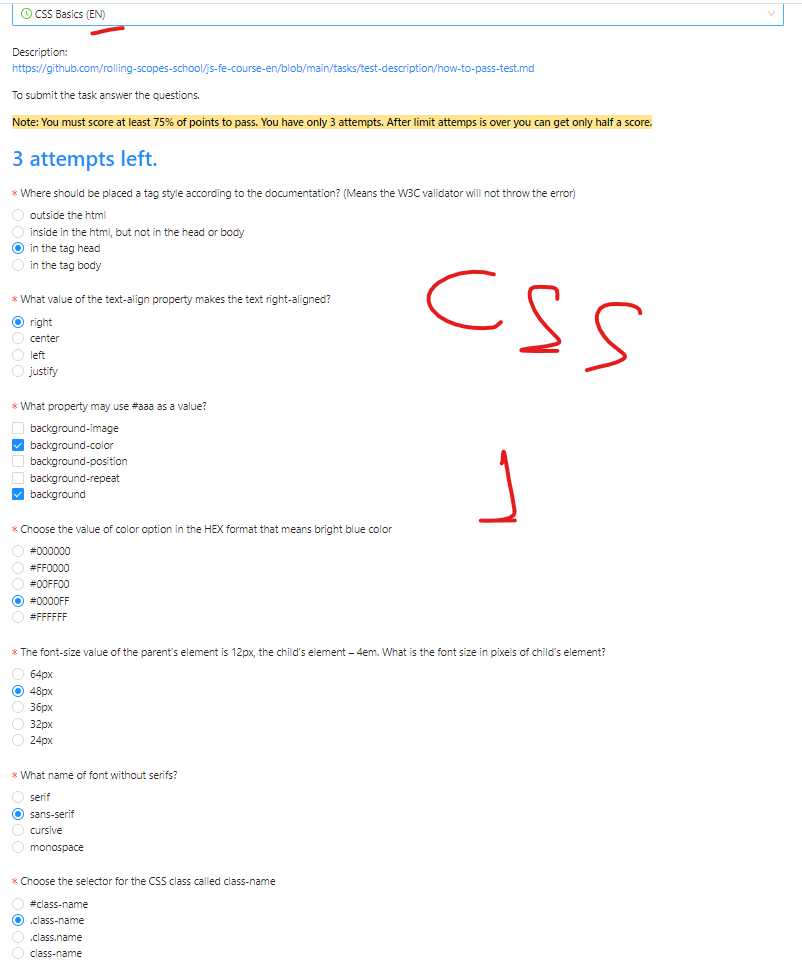 CSS Basics (EN)
Description:
https://github.com/rolling-scopes-school/js-fe-course-en/blob/main/tasks/test-description/how-to-pass-test.md
To submit the task answer the questions.
Note: You must score at least 75% of points to pass. You have only 3 attempts. After limit attemps is over you can get only half a score.
3 attempts left.
* Where should be placed a tag style according to the documentation? (Means the W3C validator will not throw the error)
outside the html
inside in the html, but not in the head or body
in the tag head
in the tag body
* What value of the text-align property makes the text right-aligned?
right
center
left
justify
CSS
* What property may use #aaa as a value?
background-image
background-color
background-position
background-repeat
background
1
* Choose the value of color option in the HEX format that means bright blue color
#000000
#FF0000
#00FF00
#0000FF
#FFFFFF
* The font-size value of the parent's element is 12px, the child's element – 4em. What is the font size in pixels of child's element?
64px
48px
36px
32px
24px
* What name of font without serifs?
serif
sans-serif
cursive
monospace
* Choose the selector for the CSS class called class-name
#class-name
.class-name
.class.name
class-name